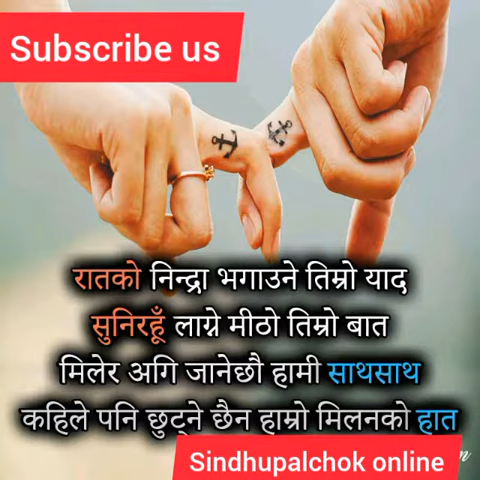 Subscribe us
रातको निन्द्रा भगाउने तिम्रो याद
सुनिरहूँ लाग्ने मीठो तिम्रो बात
मिलेर अगि जानेछौ हामी साथसाथ
कहिले पनि छुट्ने छैन हाम्रो मिलनको हात
Sindhupalchok online